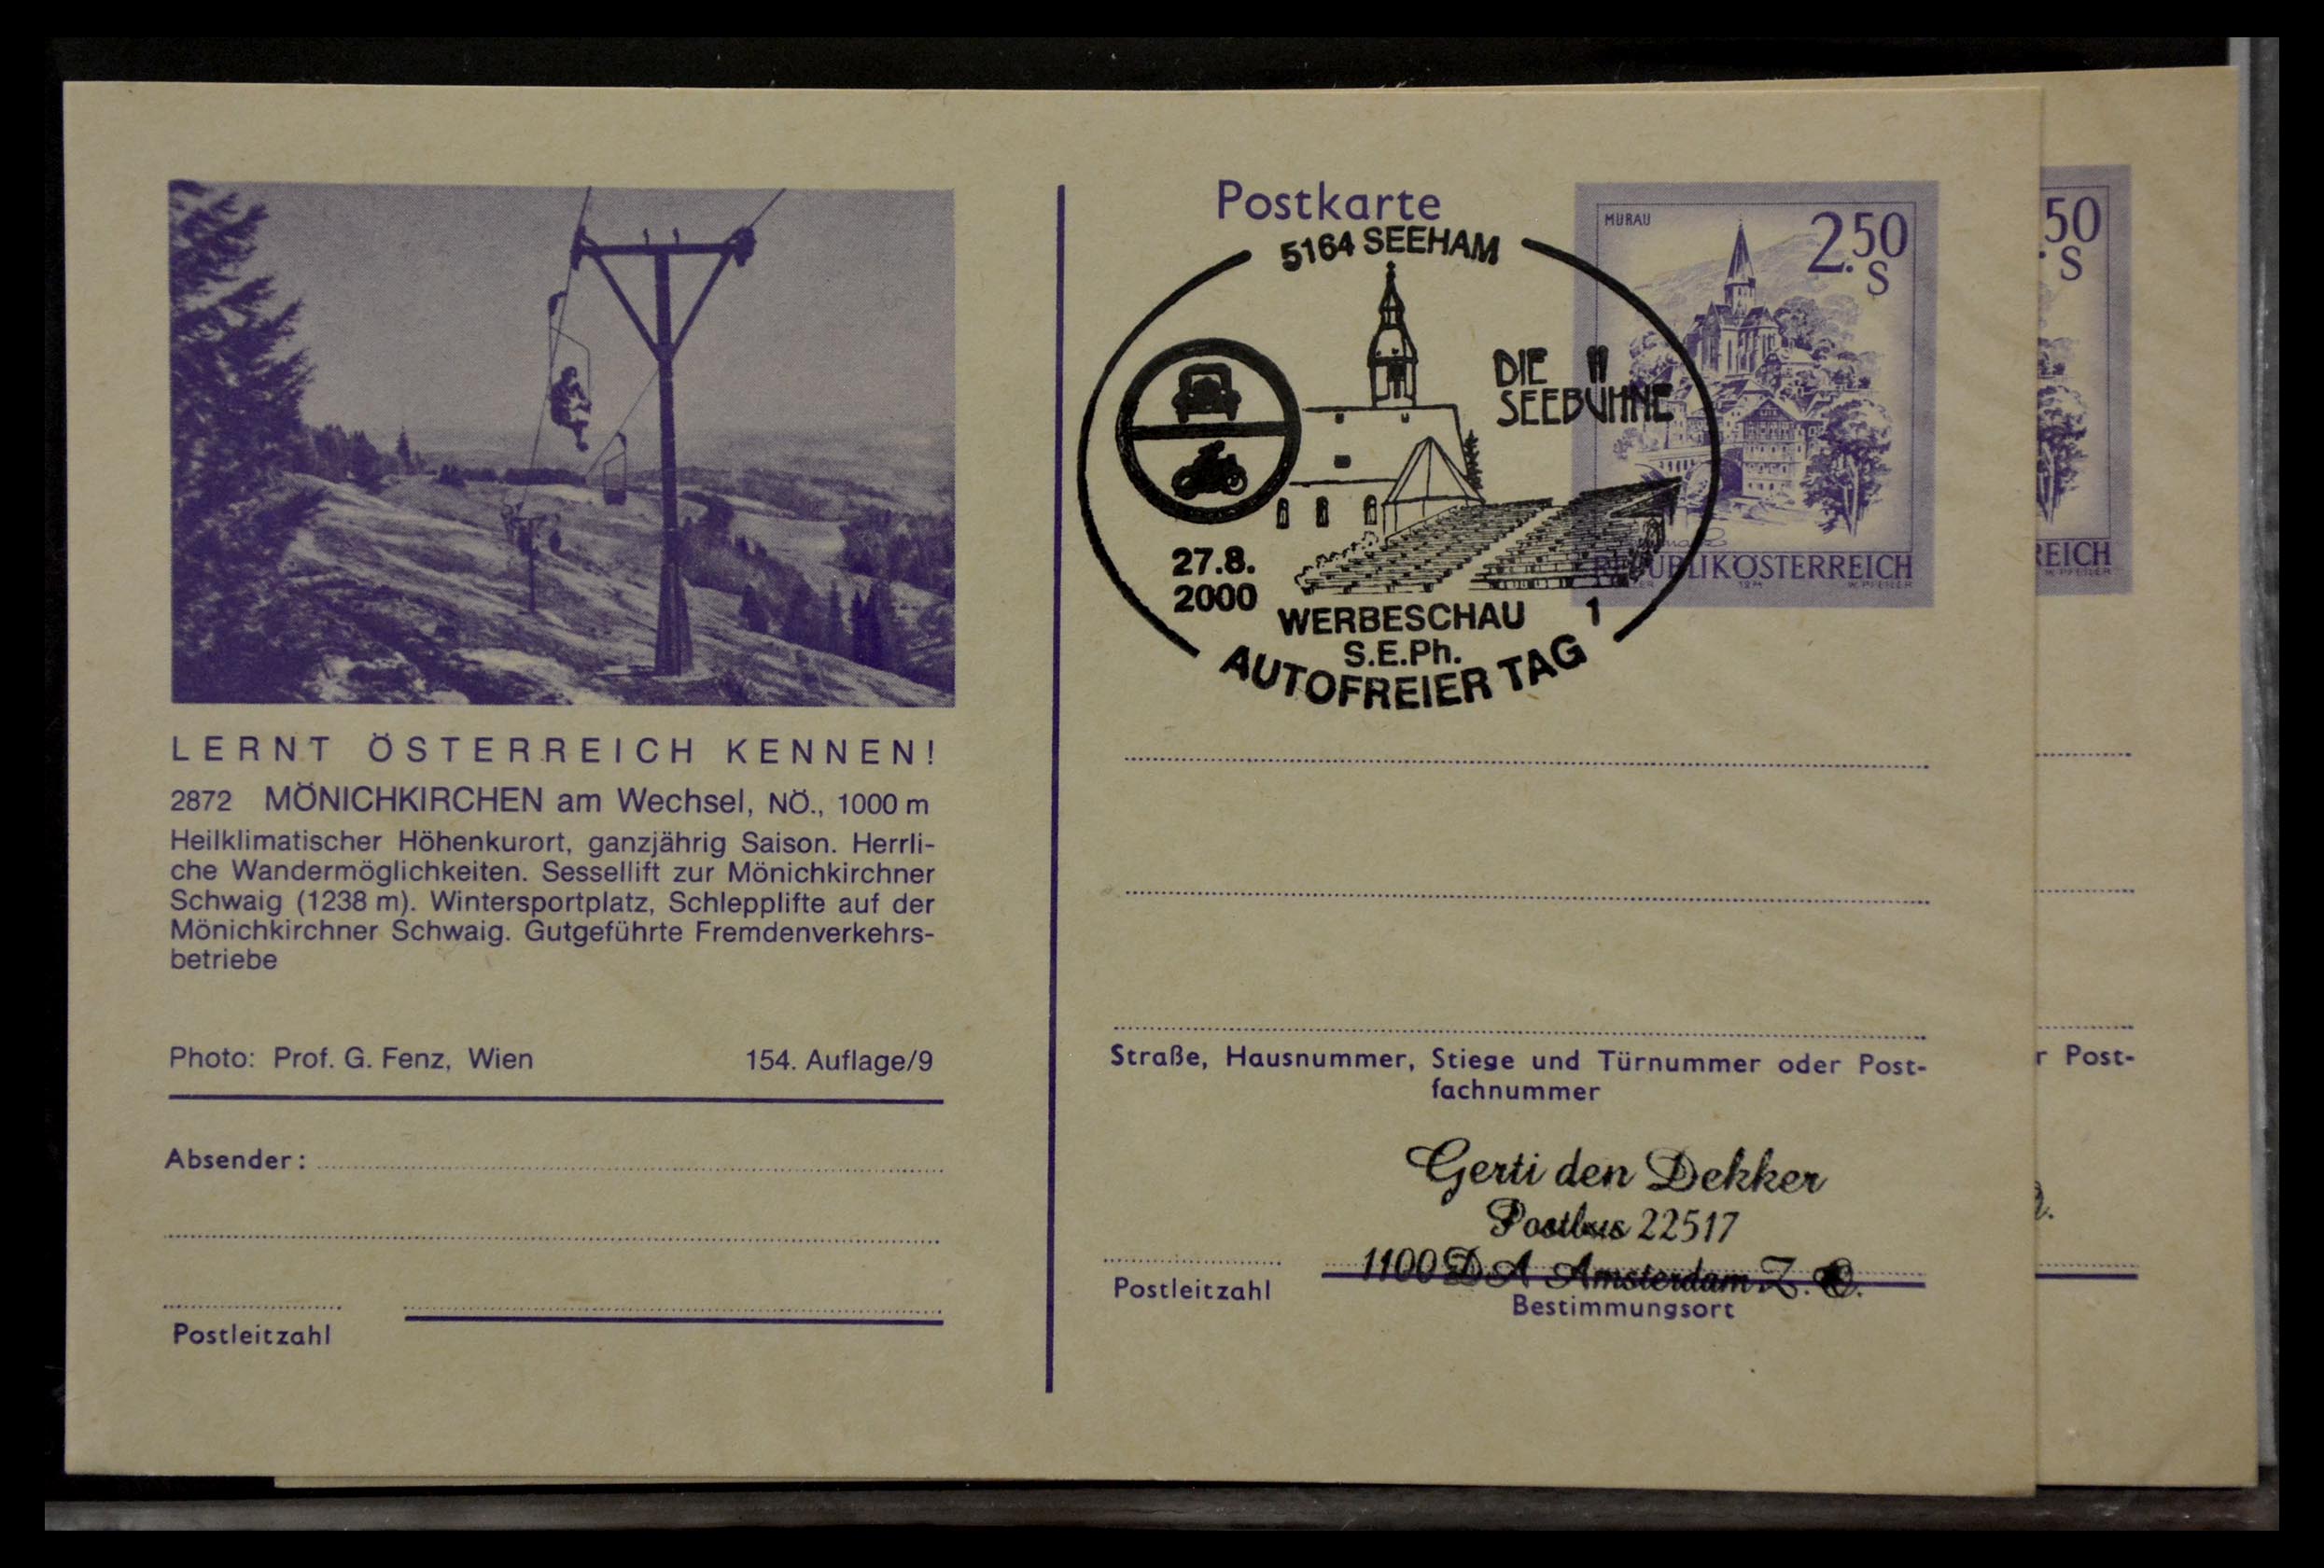 LERNT ÖSTERREICH KENNEN!
2872 MÖNICHKIRCHEN am Wechsel, NÖ., 1000 m
Heilklimatischer Höhenkurort, ganzjährig Saison. Herrli-
che Wandermöglichkeiten. Sessellift zur Mönichkirchner
Schwaig (1238 m). Wintersportplatz, Schlepplifte auf der
Mönichkirchner Schwaig. Gutgeführte Fremdenverkehrs-
betriebe
Photo: Prof. G. Fenz, Wien 154. Auflage/9
Absender:
Postleitzahl
Postkarte
5164 SEEHAM
DIE
SEEBÜHNE
27.8.
2000
WERBESCHAU 1
S.E.Ph.
AUTOFREIER TAG
MURAU
2.50
S
REPUBLIK ÖSTERREICH
1974 W. PFEILER
Straße, Hausnummer, Stiege und Türnummer oder Post-
fachnummer
Gerti den Dekker
Postbus 22517
1100 DA Amsterdam Z. O.
Postleitzahl
Bestimmungsort
50
S
REICH
W. PFEILER
r Post-